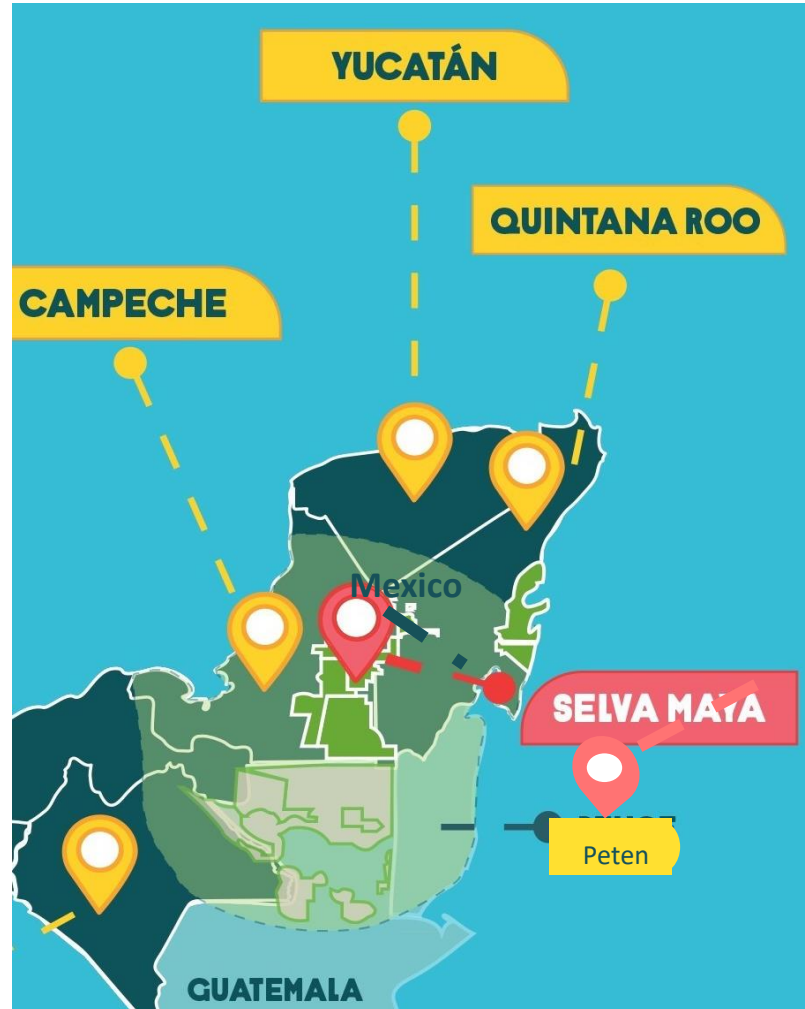 YUCATÁN
QUINTANA ROO
CAMPECHE
Mexico
SELVA MAYA
Peten
GUATEMALA